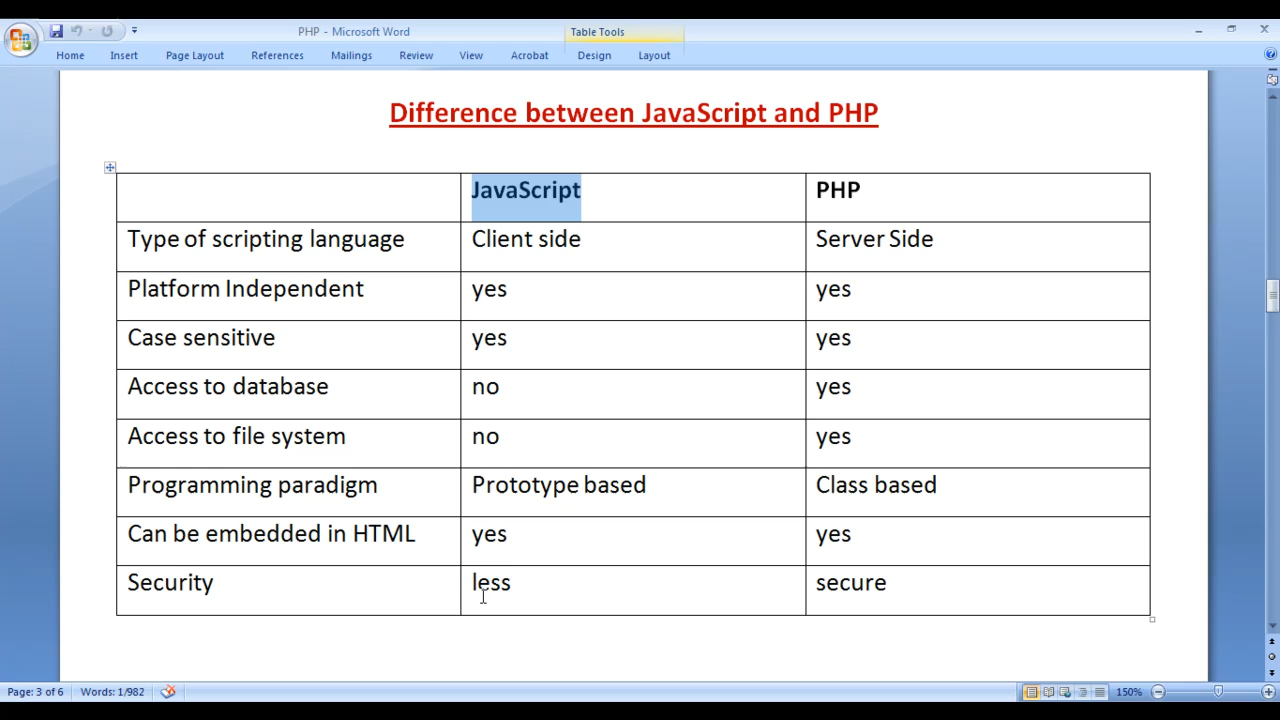 PHP - Microsoft Word
Table Tools
Home Insert Page Layout References Mailings Review View Acrobat Design Layout
Difference between JavaScript and PHP
JavaScript PHP
Type of scripting language Client side Server Side
Platform Independent yes yes
Case sensitive yes yes
Access to database no yes
Access to file system no yes
Programming paradigm Prototype based Class based
Can be embedded in HTML yes yes
Security less secure
Page: 3 of 6 Words: 1/982 150%